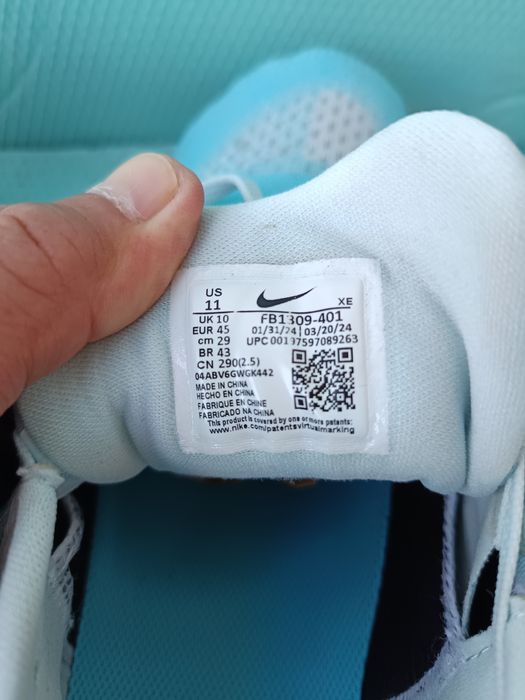 US
11
XE
UK 10
FB1309-401
EUR 45
01/31/24 | 03/20/24
cm 29
UPC 00197597089263
BR 43
CN 290(2.5)
04ABV6GWGK442
MADE IN CHINA
HECHO EN CHINA
FABRIQUE EN CHINE
FABRICADO NA CHINA
This product is covered by one or more patents:
www.nike.com/patentsvirtualmarking